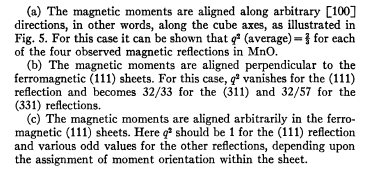 (a) The magnetic moments are aligned along arbitrary [100]
directions, in other words, along the cube axes, as illustrated in
Fig. 5. For this case it can be shown that q² (average) = ⅔ for each
of the four observed magnetic reflections in MnO.
(b) The magnetic moments are aligned perpendicular to the
ferromagnetic (111) sheets. For this case, q² vanishes for the (111)
reflection and becomes 32/33 for the (311) and 32/57 for the
(331) reflections.
(c) The magnetic moments are aligned arbitrarily in the ferro-
magnetic (111) sheets. Here q² should be 1 for the (111) reflection
and various odd values for the other reflections, depending upon
the assignment of moment orientation within the sheet.